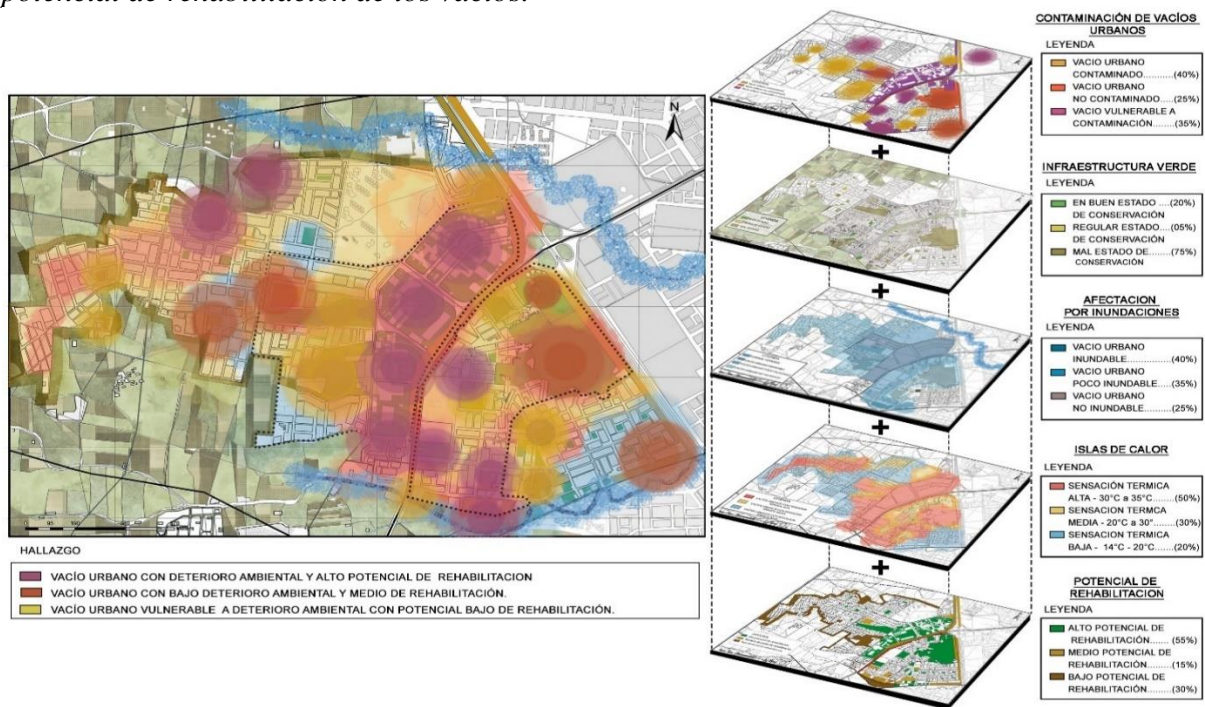 potencial de rehabilitación de los vacíos.
N
HALLAZGO
VACÍO URBANO CON DETERIORO AMBIENTAL Y ALTO POTENCIAL DE REHABILITACION
VACÍO URBANO CON BAJO DETERIORO AMBIENTAL Y MEDIO DE REHABILITACIÓN.
VACÍO URBANO VULNERABLE A DETERIORO AMBIENTAL CON POTENCIAL BAJO DE REHABILITACIÓN.
+
+
+
+
CONTAMINACIÓN DE VACÍOS
URBANOS
LEYENDA
VACIO URBANO
CONTAMINADO..........(40%)
VACIO URBANO
NO CONTAMINADO...(25%)
VACIO VULNERABLE A
CONTAMINACIÓN......(35%)
INFRAESTRUCTURA VERDE
LEYENDA
EN BUEN ESTADO ....(20%)
DE CONSERVACIÓN
REGULAR ESTADO....(05%)
DE CONSERVACIÓN
MAL ESTADO DE........(75%)
CONSERVACIÓN
AFECTACION
POR INUNDACIONES
LEYENDA
VACIO URBANO
INUNDABLE................(40%)
VACIO URBANO
POCO INUNDABLE....(35%)
VACIO URBANO
NO INUNDABLE.........(25%)
ISLAS DE CALOR
LEYENDA
SENSACIÓN TERMICA
ALTA - 30°C a 35°C......(50%)
SENSACION TERMCA
MEDIA - 20°C a 30°......(30%)
SENSACION TERMICA
BAJA - 14°C - 20°C......(20%)
POTENCIAL DE
REHABILITACION
LEYENDA
ALTO POTENCIAL DE
REHABILITACIÓN....... (55%)
MEDIO POTENCIAL DE
REHABILITACIÓN.........(15%)
BAJO POTENCIAL DE
REHABILITACIÓN.........(30%)